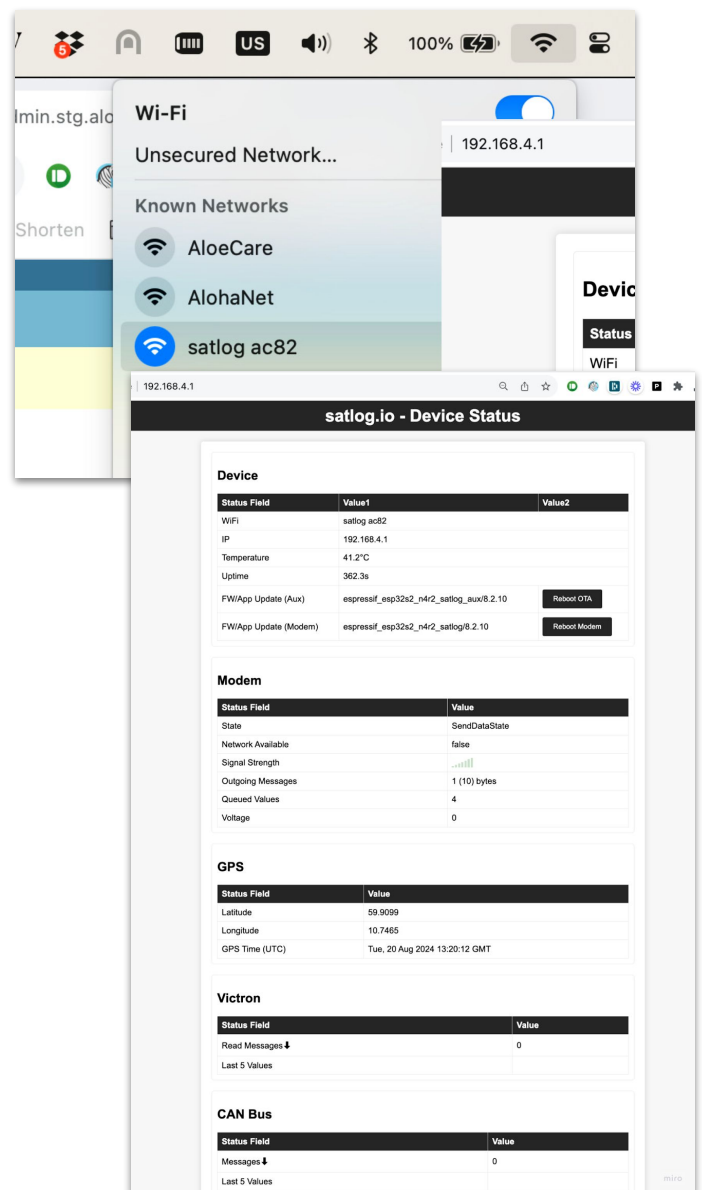 5
US
100%
lmin.stg.alo
Wi-Fi
192.168.4.1
Unsecured Network...
Shorten
Known Networks
AloeCare
AlohaNet
satlog ac82
Devic
Status
WiFi
192.168.4.1
satlog.io - Device Status
Device
Status Field Value1 Value2
WiFi satlog ac82
IP 192.168.4.1
Temperature 41.2°C
Uptime 362.3s
FW/App Update (Aux) espressif_esp32s2_n4r2_satlog_aux/8.2.10 Reboot OTA
FW/App Update (Modem) espressif_esp32s2_n4r2_satlog/8.2.10 Reboot Modem
Modem
Status Field Value
State SendDataState
Network Available false
Signal Strength
Outgoing Messages 1 (10) bytes
Queued Values 4
Voltage 0
GPS
Status Field Value
Latitude 59.9099
Longitude 10.7465
GPS Time (UTC) Tue, 20 Aug 2024 13:20:12 GMT
Victron
Status Field Value
Read Messages⬇ 0
Last 5 Values
CAN Bus
Status Field Value
Messages⬇ 0
Last 5 Values
miro